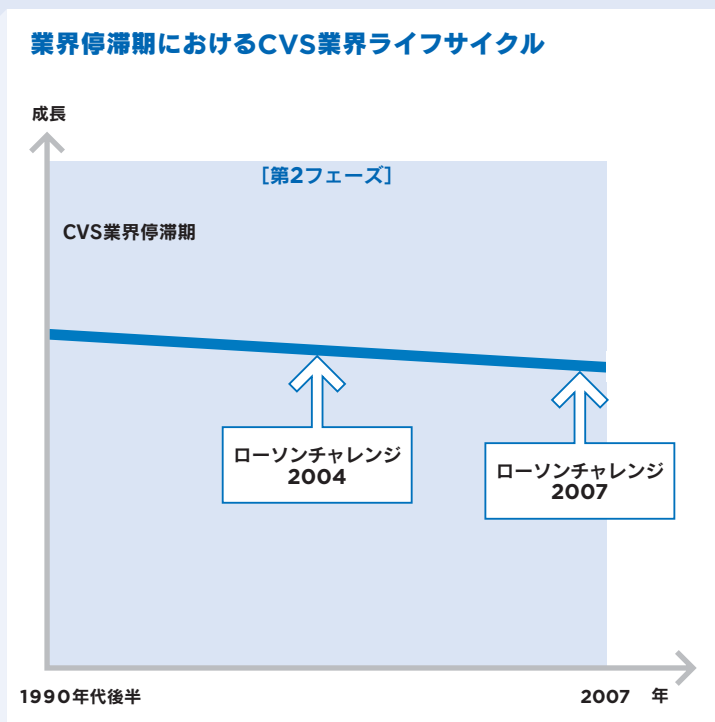 業界停滞期におけるCVS業界ライフサイクル
成長
[第2フェーズ]
CVS業界停滞期
ローソンチャレンジ
2004
ローソンチャレンジ
2007
1990年代後半
2007 年